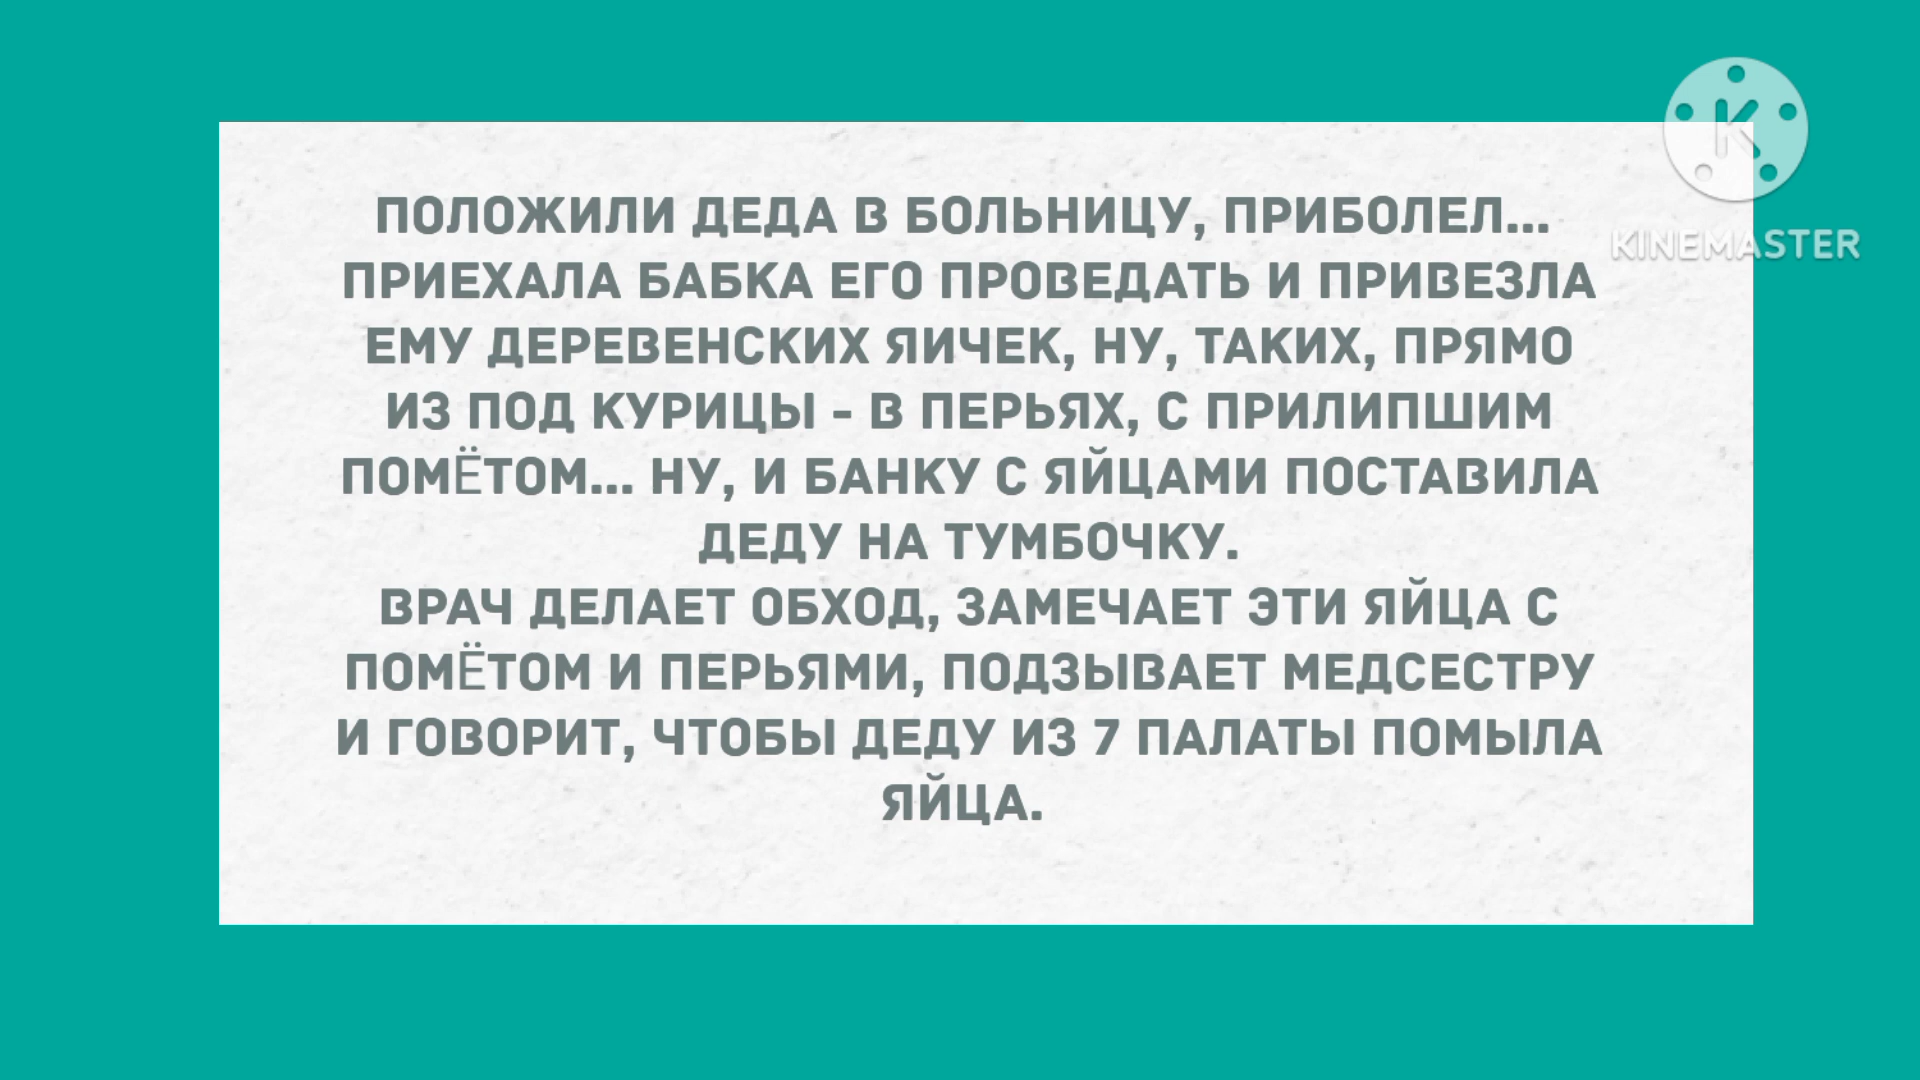 ПОЛОЖИЛИ ДЕДА В БОЛЬНИЦУ, ПРИБОЛЕЛ...
ПРИЕХАЛА БАБКА ЕГО ПРОВЕДАТЬ И ПРИВЕЗЛА
ЕМУ ДЕРЕВЕНСКИХ ЯИЧЕК, НУ, ТАКИХ, ПРЯМО
ИЗ ПОД КУРИЦЫ - В ПЕРЬЯХ, С ПРИЛИПШИМ
ПОМЁТОМ... НУ, И БАНКУ С ЯЙЦАМИ ПОСТАВИЛА
ДЕДУ НА ТУМБОЧКУ.
ВРАЧ ДЕЛАЕТ ОБХОД, ЗАМЕЧАЕТ ЭТИ ЯЙЦА С
ПОМЁТОМ И ПЕРЬЯМИ, ПОДЗЫВАЕТ МЕДСЕСТРУ
И ГОВОРИТ, ЧТОБЫ ДЕДУ ИЗ 7 ПАЛАТЫ ПОМЫЛА
ЯЙЦА.
K
KINEMASTER